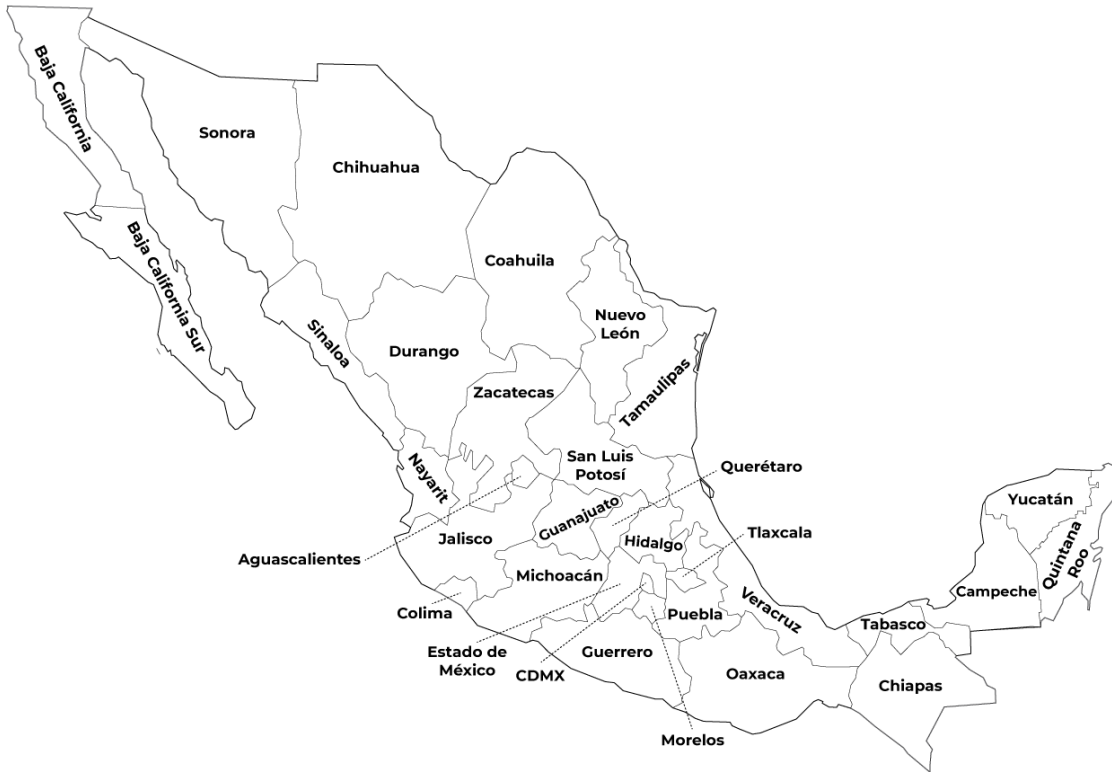 Baja California
Sonora
Chihuahua
Baja California Sur
Coahuila
Nuevo
León
Sinaloa
Durango
Tamaulipas
Zacatecas
San Luis
Potosí
Nayarit
Querétaro
Yucatán
Guanajuato
Jalisco
Hidalgo
Tlaxcala
Quintana
Roo
Aguascalientes
Michoacán
Campeche
Colima
Puebla
Veracruz
Tabasco
Estado de
México
CDMX
Guerrero
Oaxaca
Chiapas
Morelos